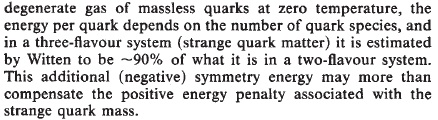 degenerate gas of massless quarks at zero temperature, the
energy per quark depends on the number of quark species, and
in a three-flavour system (strange quark matter) it is estimated
by Witten to be ~90% of what it is in a two-flavour system.
This additional (negative) symmetry energy may more than
compensate the positive energy penalty associated with the
strange quark mass.